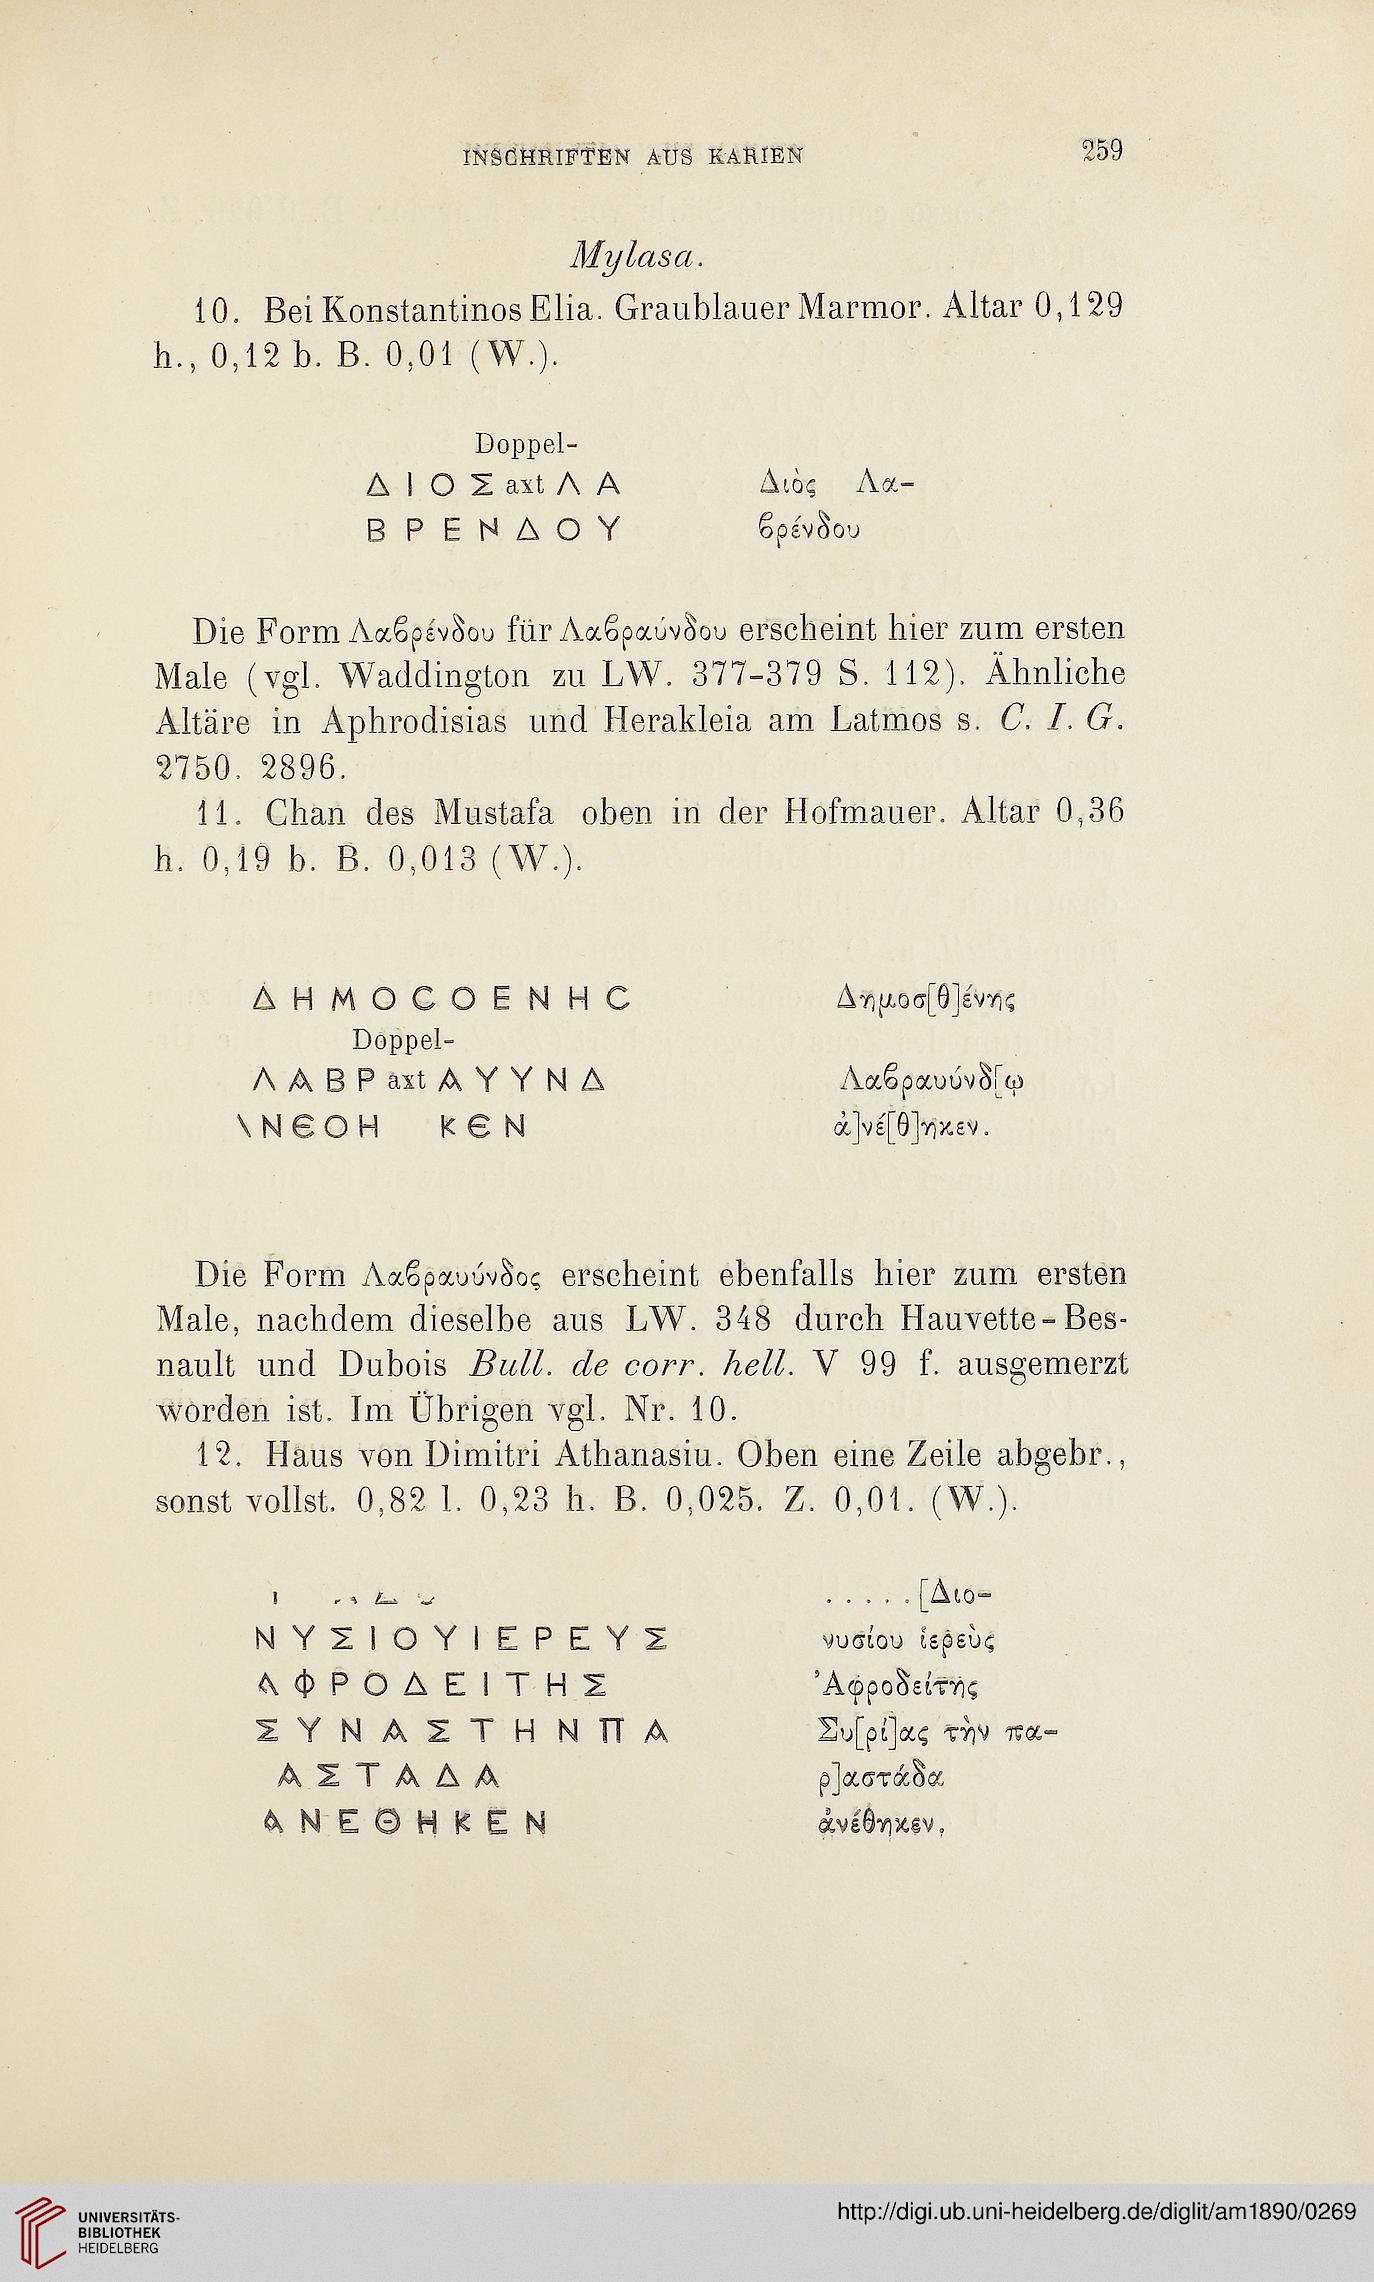 INSCHRIFTEN AUS KARIEN 259
Mylasa.
10. Bei Konstantinos Elia. Graublauer Marmor. Altar 0,129
h., 0,12 b. B. 0,01 (W.).
Doppel-
ΔΙΟΣ axt ΛΑ Διὸς Λα-
ΒΡΕΝΔΟΥ ϐρένδου
Die Form Λαϐρένδου für Λαϐραύνδου erscheint hier zum ersten
Male (vgl. Waddington zu LW. 377-379 S. 112). Ähnliche
Altäre in Aphrodisias und Herakleia am Latmos s. C. I. G.
2750. 2896.
11. Chan des Mustafa oben in der Hofmauer. Altar 0,36
h. 0,19 b. B. 0,013 (W.).
ΔΗΜΟϹΟΕΝΗϹ Δημοσ[θ]ένης
Doppel-
ΛΑΒΡ axt ΑΥΥΝΔ Λαϐραυύνδ[ῳ
\ΝЄΟΗ ΚЄΝ ἀ]νέ[θ]ηκεν.
Die Form Λαϐραυύνδος erscheint ebenfalls hier zum ersten
Male, nachdem dieselbe aus LW. 348 durch Hauvette-Bes-
nault und Dubois Bull. de corr. hell. V 99 f. ausgemerzt
worden ist. Im Übrigen vgl. Nr. 10.
12. Haus von Dimitri Athanasiu. Oben eine Zeile abgebr.,
sonst vollst. 0,82 l. 0,23 h. B. 0,025. Z. 0,01. (W.).
. . . . . [Διο-
ΝΥΣΙΟΥΙΕΡΕΥΣ νυσίου ἱερεὺς
ΑΦΡΟΔΕΙΤΗΣ Ἀφροδείτης
ΣΥΝΑΣΤΗΝΠΑ Συ[ρί]ας τὴν πα-
ΑΣΤΑΔΑ ρ]αστάδα
ΑΝΕΘΗΚΕΝ ἀνέθηκεν.
UNIVERSITÄTS-
BIBLIOTHEK
HEIDELBERG
http://digi.ub.uni-heidelberg.de/diglit/am1890/0269